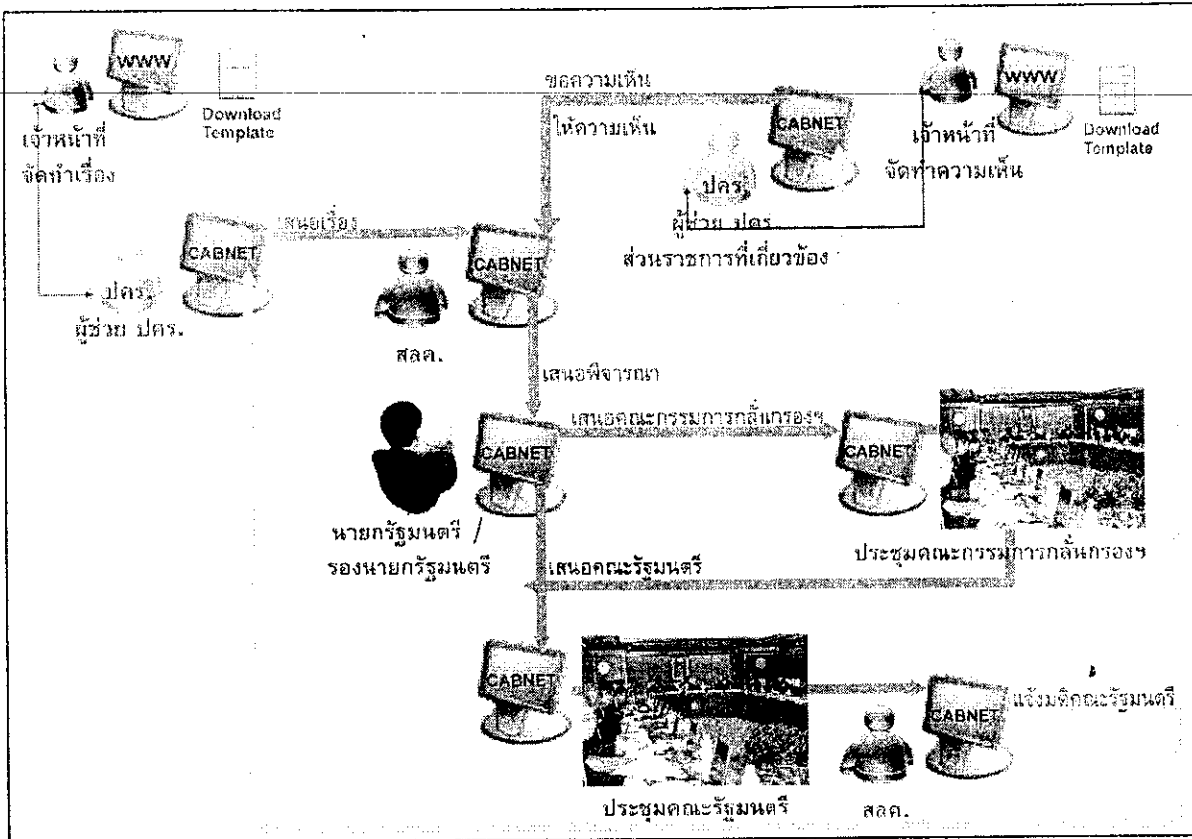 WWW
Download
Template
เจ้าหน้าที่
จัดทำเรื่อง
ขอความเห็น
ให้ความเห็น
CABNET
ปคร.
ผู้ช่วย ปคร.
ส่วนราชการที่เกี่ยวข้อง
WWW
Download
Template
เจ้าหน้าที่
จัดทำความเห็น
CABNET
เสนอเรื่อง
CABNET
ปคร.
ผู้ช่วย ปคร.
สลค.
เสนอพิจารณา
CABNET
เสนอคณะกรรมการกลั่นกรองฯ
CABNET
นายกรัฐมนตรี /
รองนายกรัฐมนตรี
เสนอคณะรัฐมนตรี
ประชุมคณะกรรมการกลั่นกรองฯ
CABNET
ประชุมคณะรัฐมนตรี
CABNET
แจ้งมติคณะรัฐมนตรี
สลค.